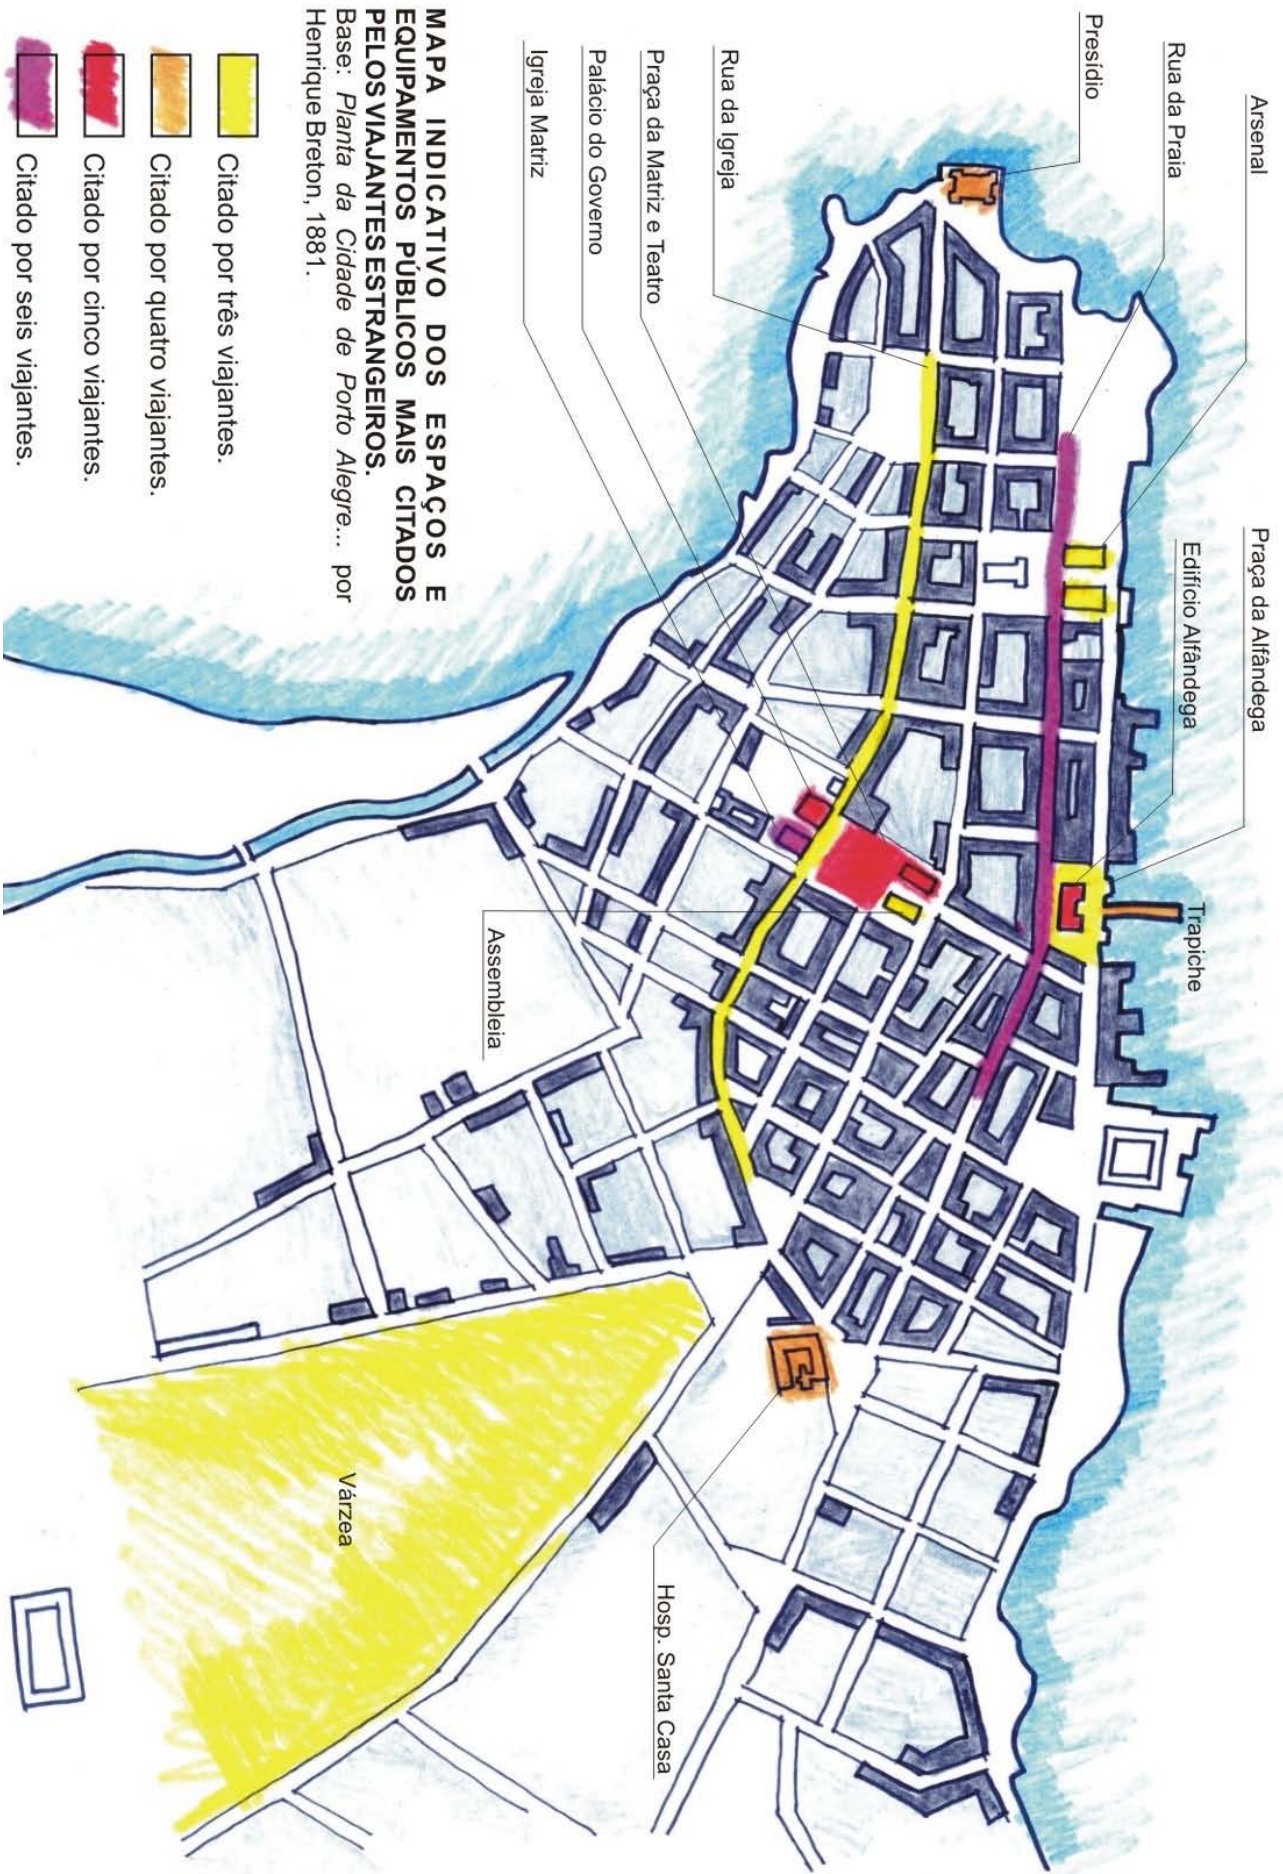 Presídio
Rua da Praia
Arsenal
Rua da Igreja
Praça da Matriz e Teatro
Palácio do Governo
Igreja Matriz
Praça da Alfândega
Edifício Alfândega
Trapiche
Assembleia
Hosp. Santa Casa
Várzea
MAPA INDICATIVO DOS ESPAÇOS E
EQUIPAMENTOS PÚBLICOS MAIS CITADOS
PELOS VIAJANTES ESTRANGEIROS.
Base: Planta da Cidade de Porto Alegre... por
Henrique Breton, 1881.
Citado por três viajantes.
Citado por quatro viajantes.
Citado por cinco viajantes.
Citado por seis viajantes.